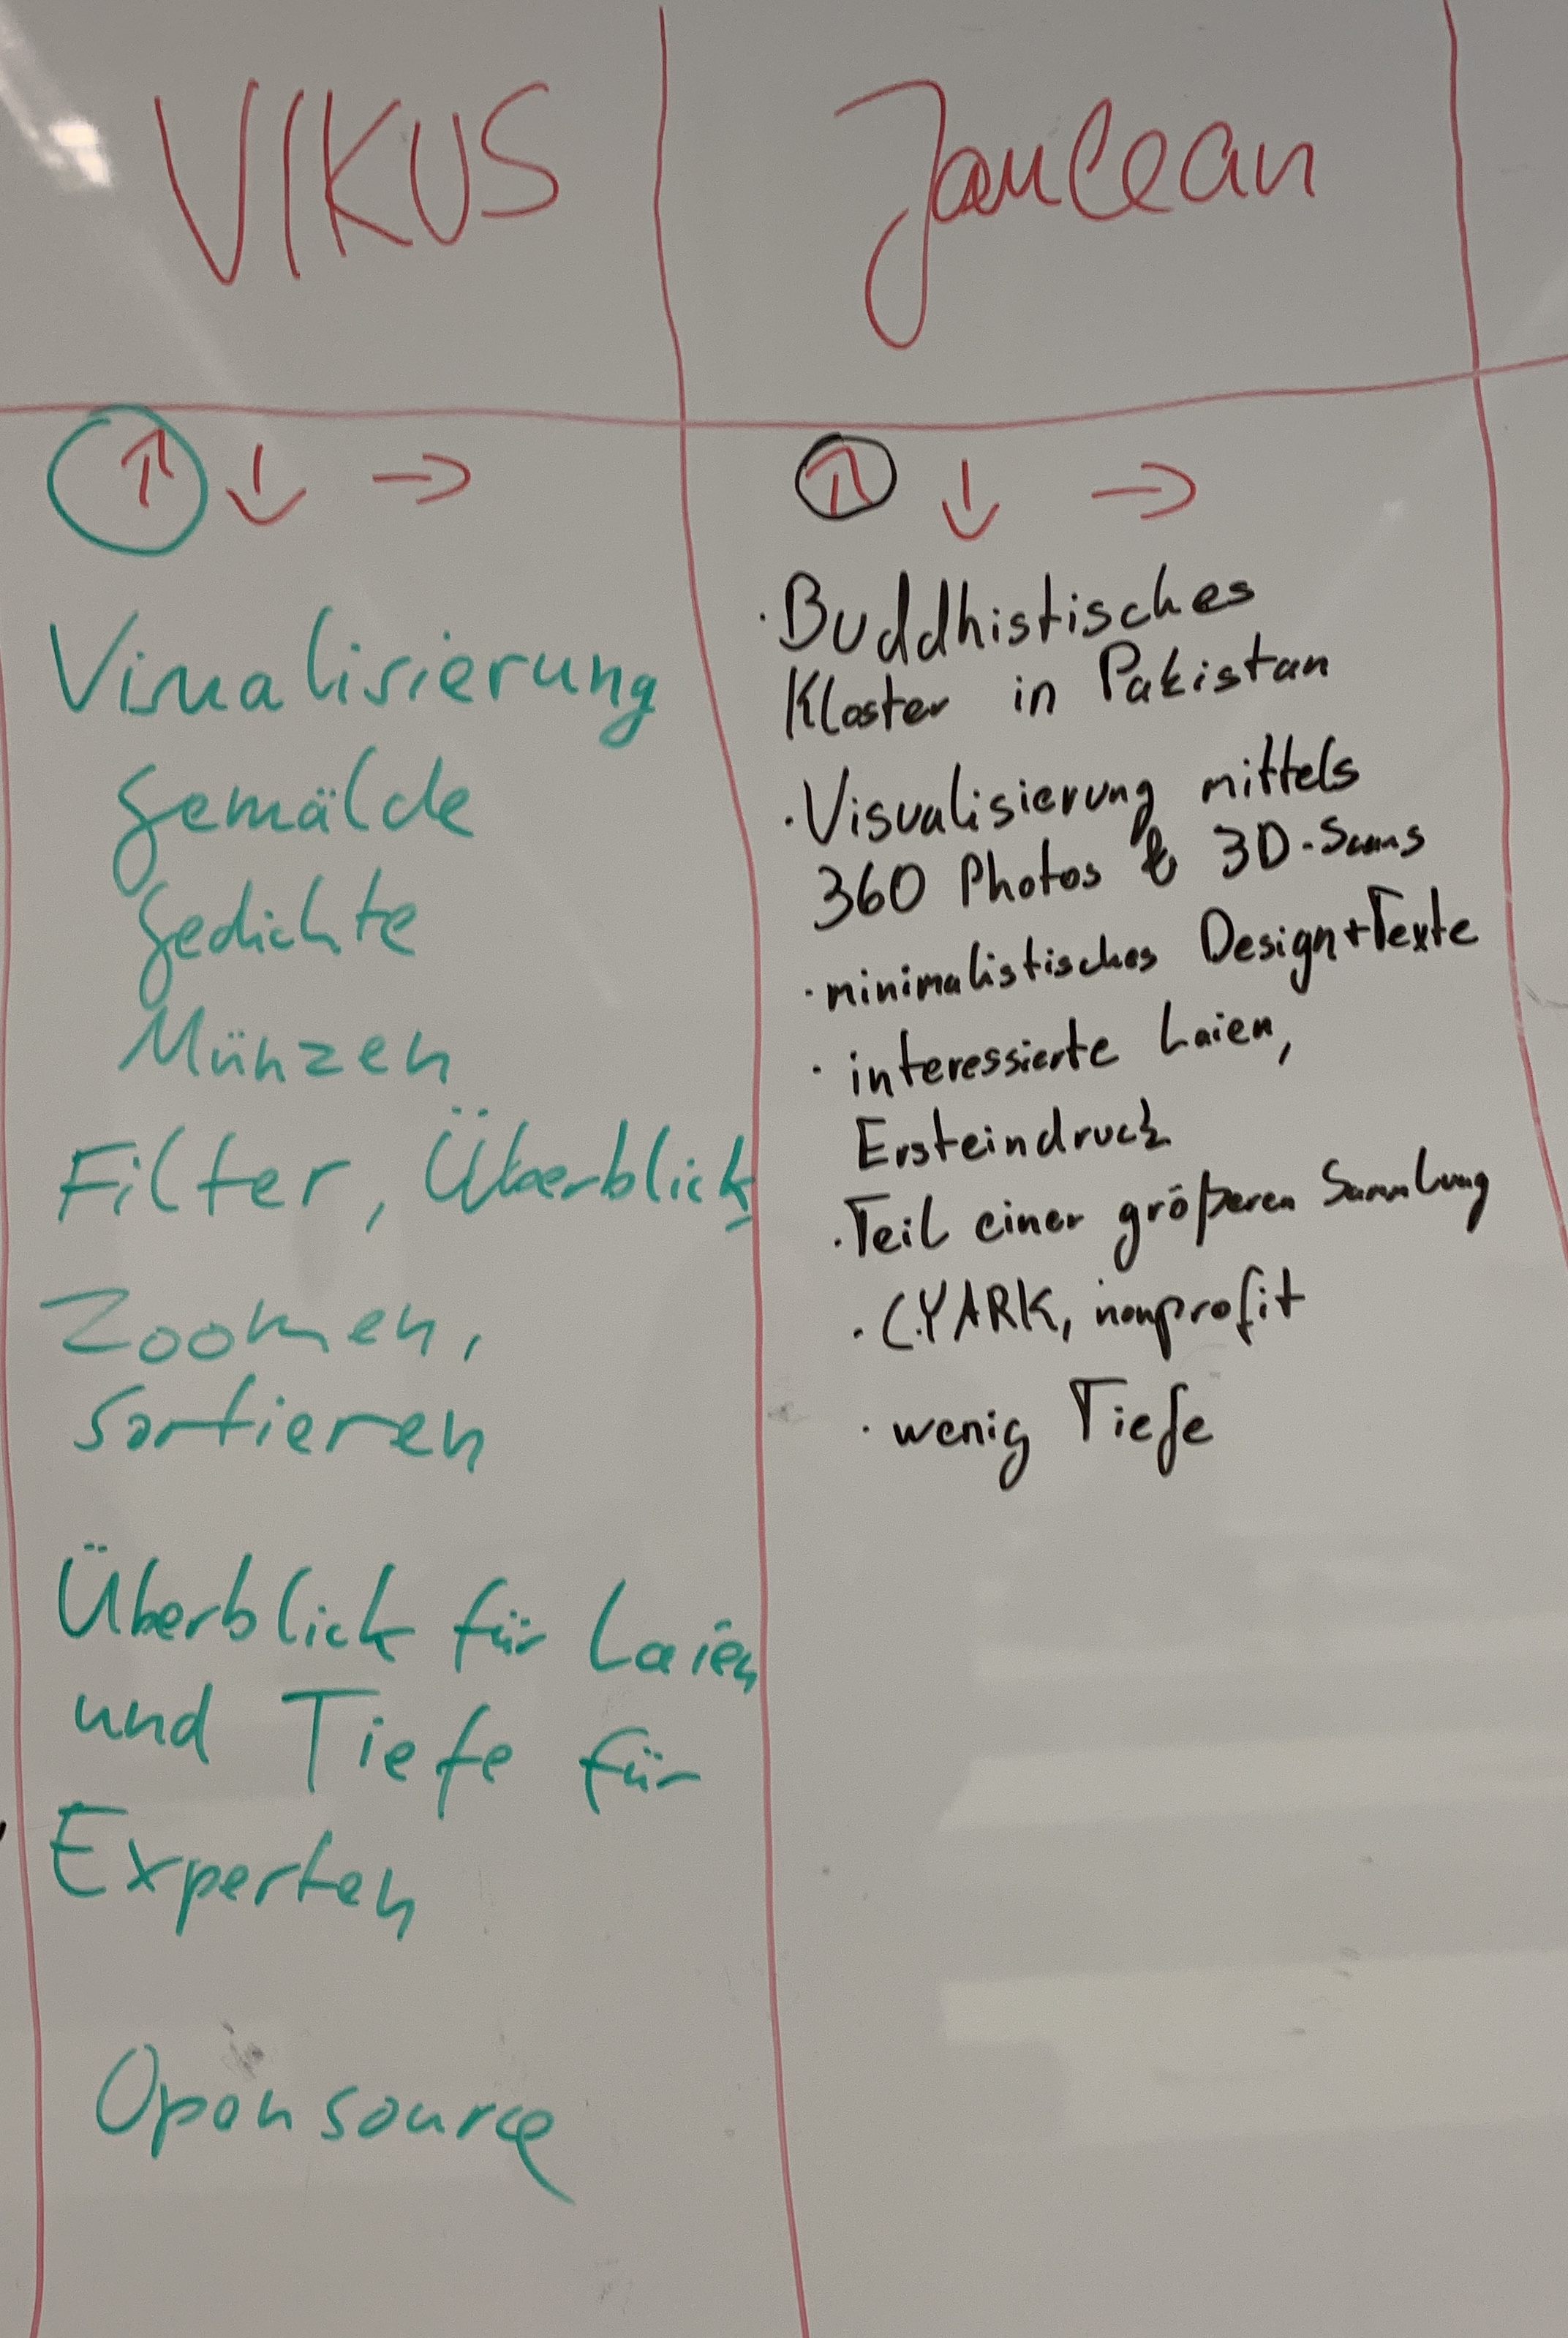 VIKUS
↑ ↓ →
Visualisierung
Gemälde
Gedichte
Münzen
Filter, Überblick
Zoomen,
Sortieren
Überblick für Laien
und Tiefe für
Experten
Open source
Jaulean
↑ ↓ →
· Buddhistisches
Kloster in Pakistan
· Visualisierung mittels
360 Photos & 3D-Scans
· minimalistisches Design+Texte
· interessierte Laien,
Ersteindruck
· Teil einer größeren Sammlung
· CYARK, nonprofit
· wenig Tiefe